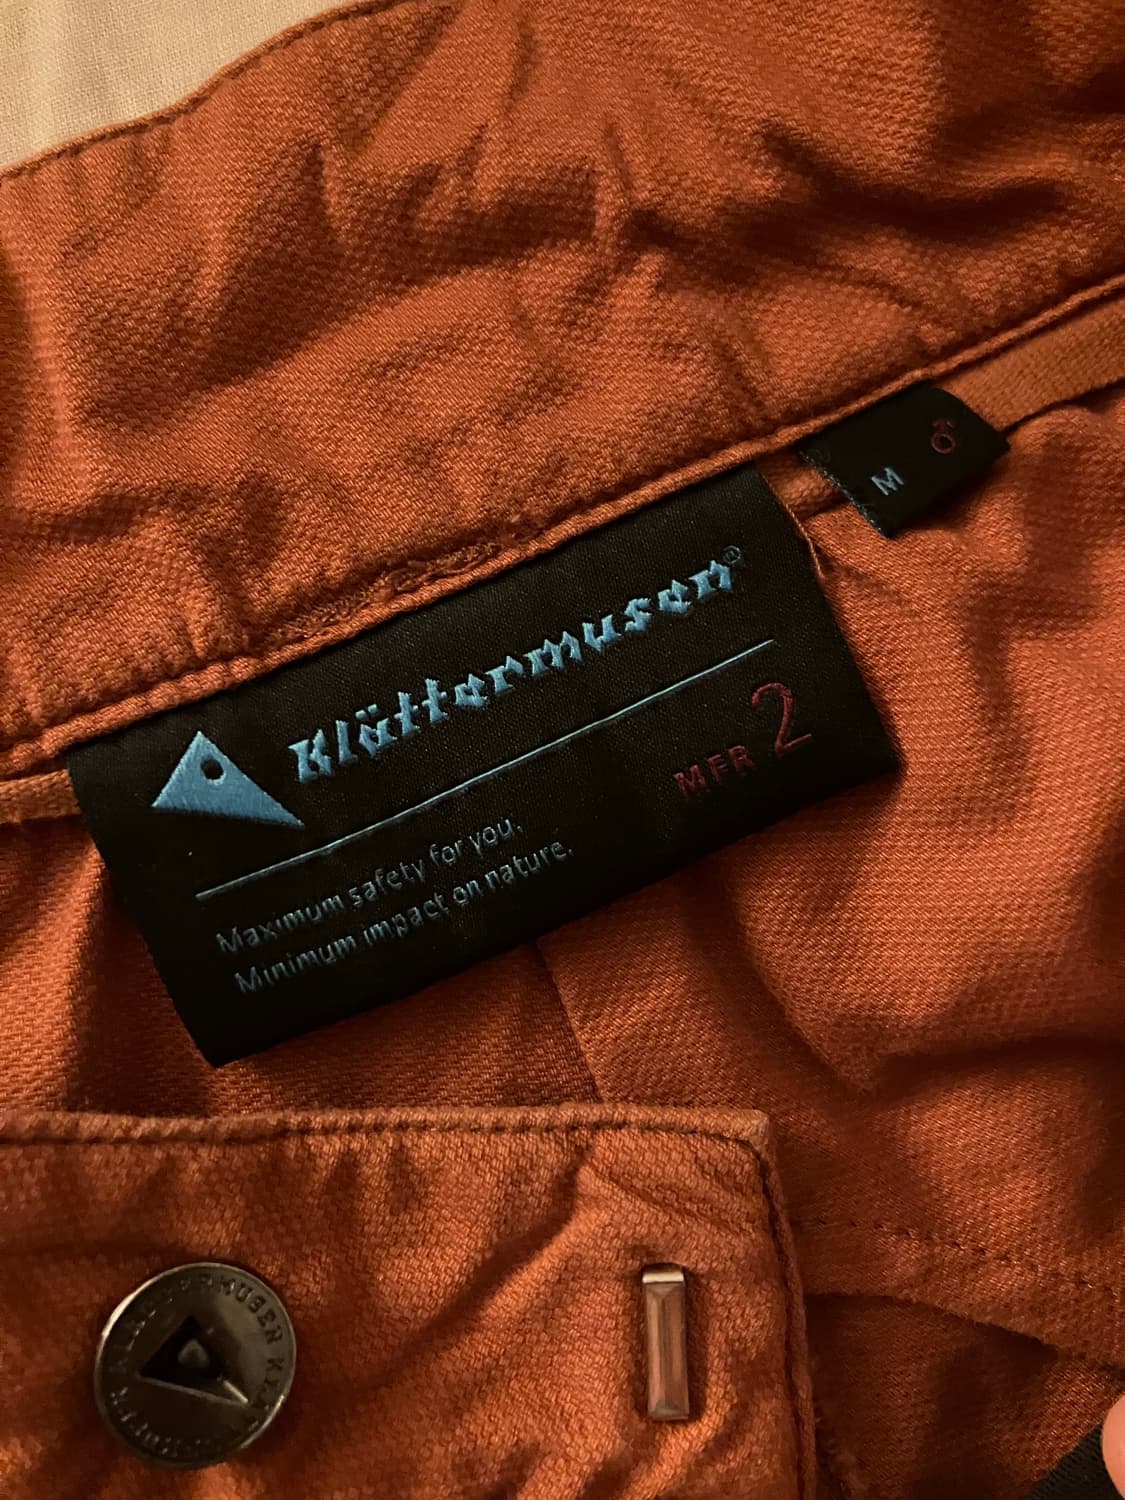 M ♂
Klättermusen®
MFR 2
Maximum safety for you.
Minimum impact on nature.